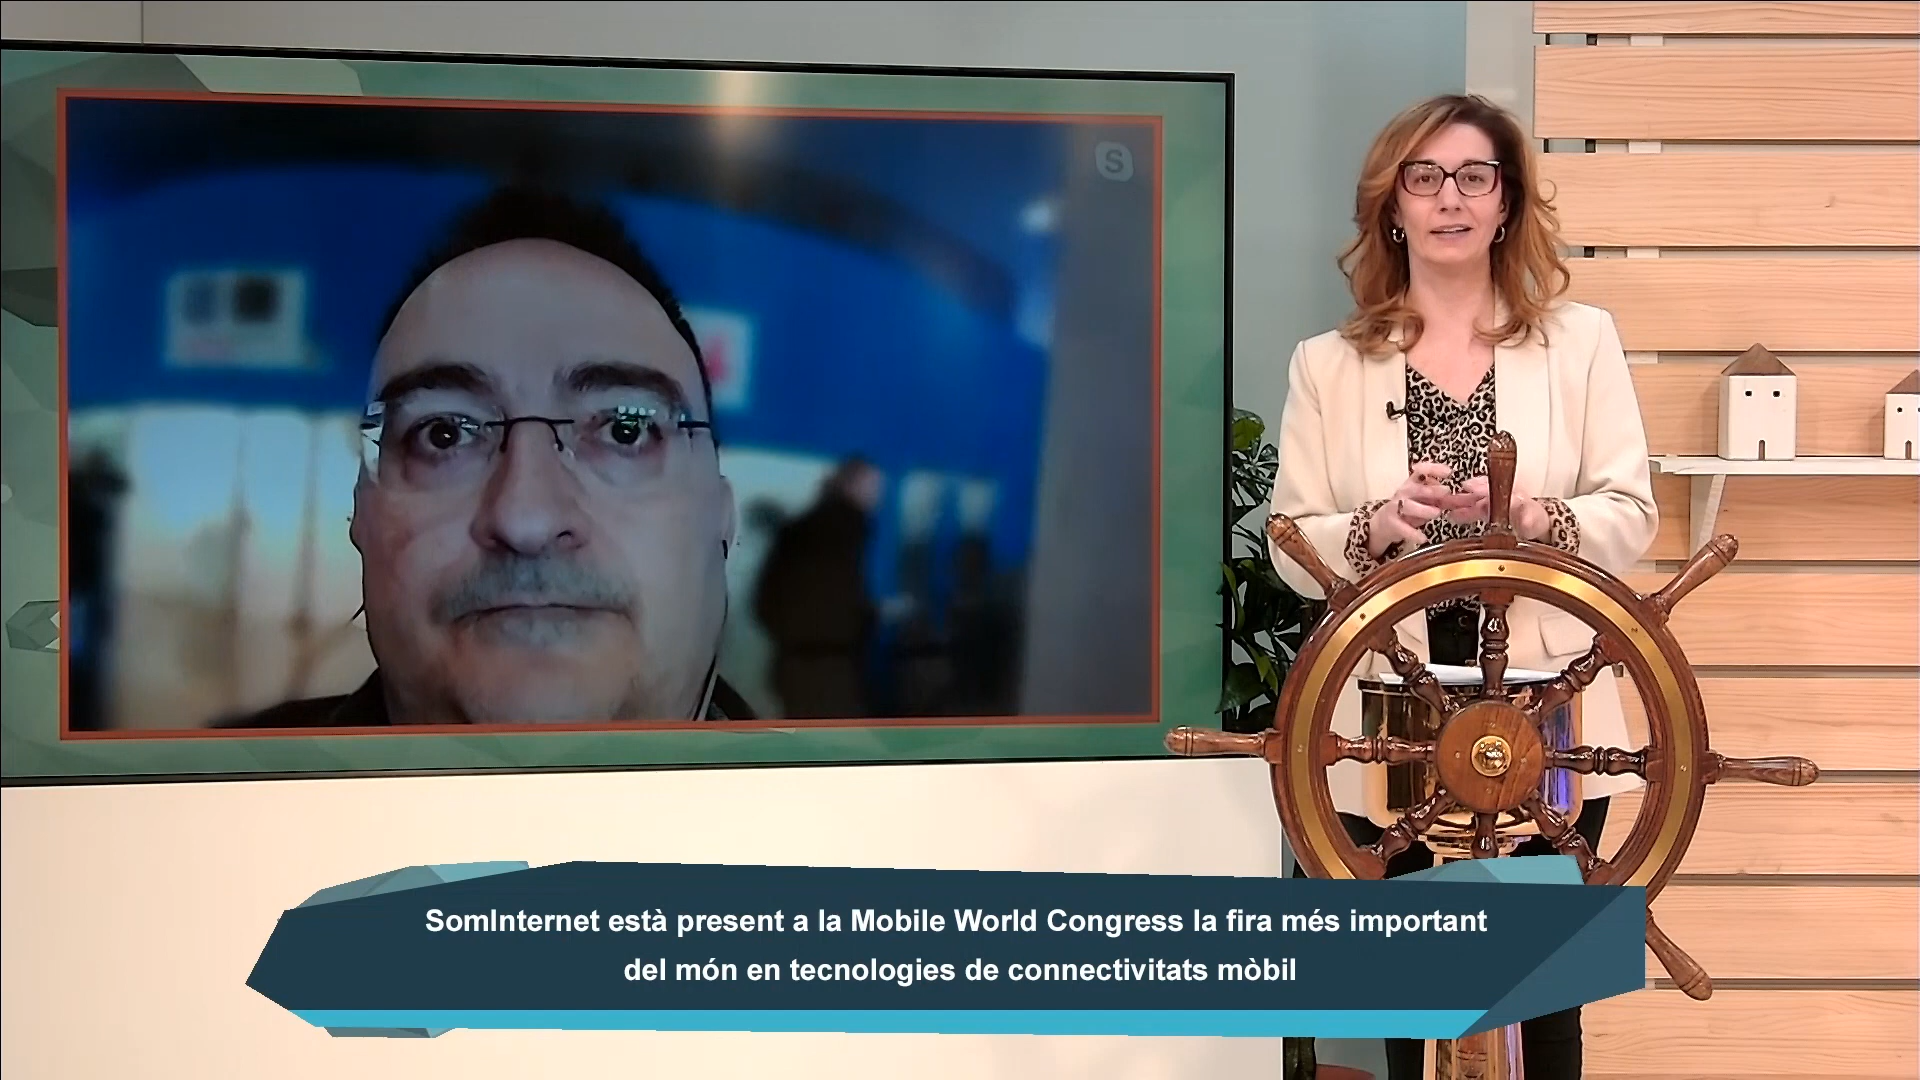 S
SomInternet està present a la Mobile World Congress la fira més important
del món en tecnologies de connectivitats mòbil